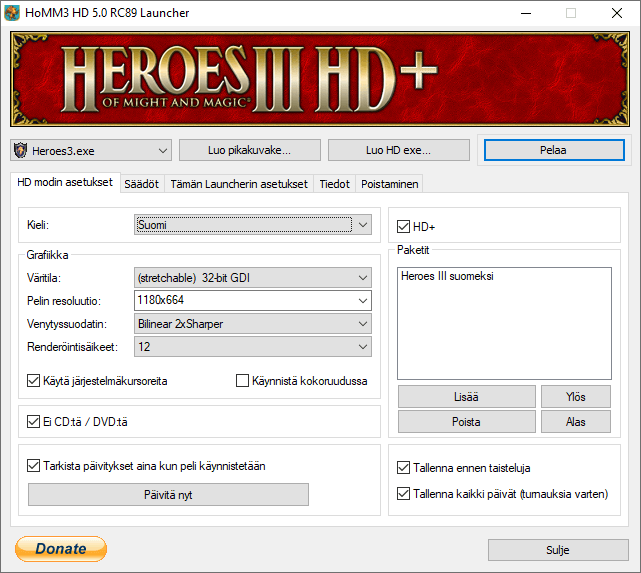 HoMM3 HD 5.0 RC89 Launcher
HEROES III HD+
OF MIGHT AND MAGIC®
Heroes3.exe
Luo pikakuvake...
Luo HD exe...
Pelaa
HD modin asetukset
Säädöt
Tämän Launcherin asetukset
Tiedot
Poistaminen
Kieli:
Suomi
HD+
Grafiikka
Väritila:
(stretchable) 32-bit GDI
Pelin resoluutio:
1180x664
Venytyssuodatin:
Bilinear 2xSharper
Renderöintisäikeet:
12
Käytä järjestelmäkursoreita
Käynnistä kokoruudussa
Paketit
Heroes III suomeksi
Lisää
Ylös
Poista
Alas
Ei CD:tä / DVD:tä
Tarkista päivitykset aina kun peli käynnistetään
Päivitä nyt
Tallenna ennen taisteluja
Tallenna kaikki päivät (turnauksia varten)
Donate
Sulje